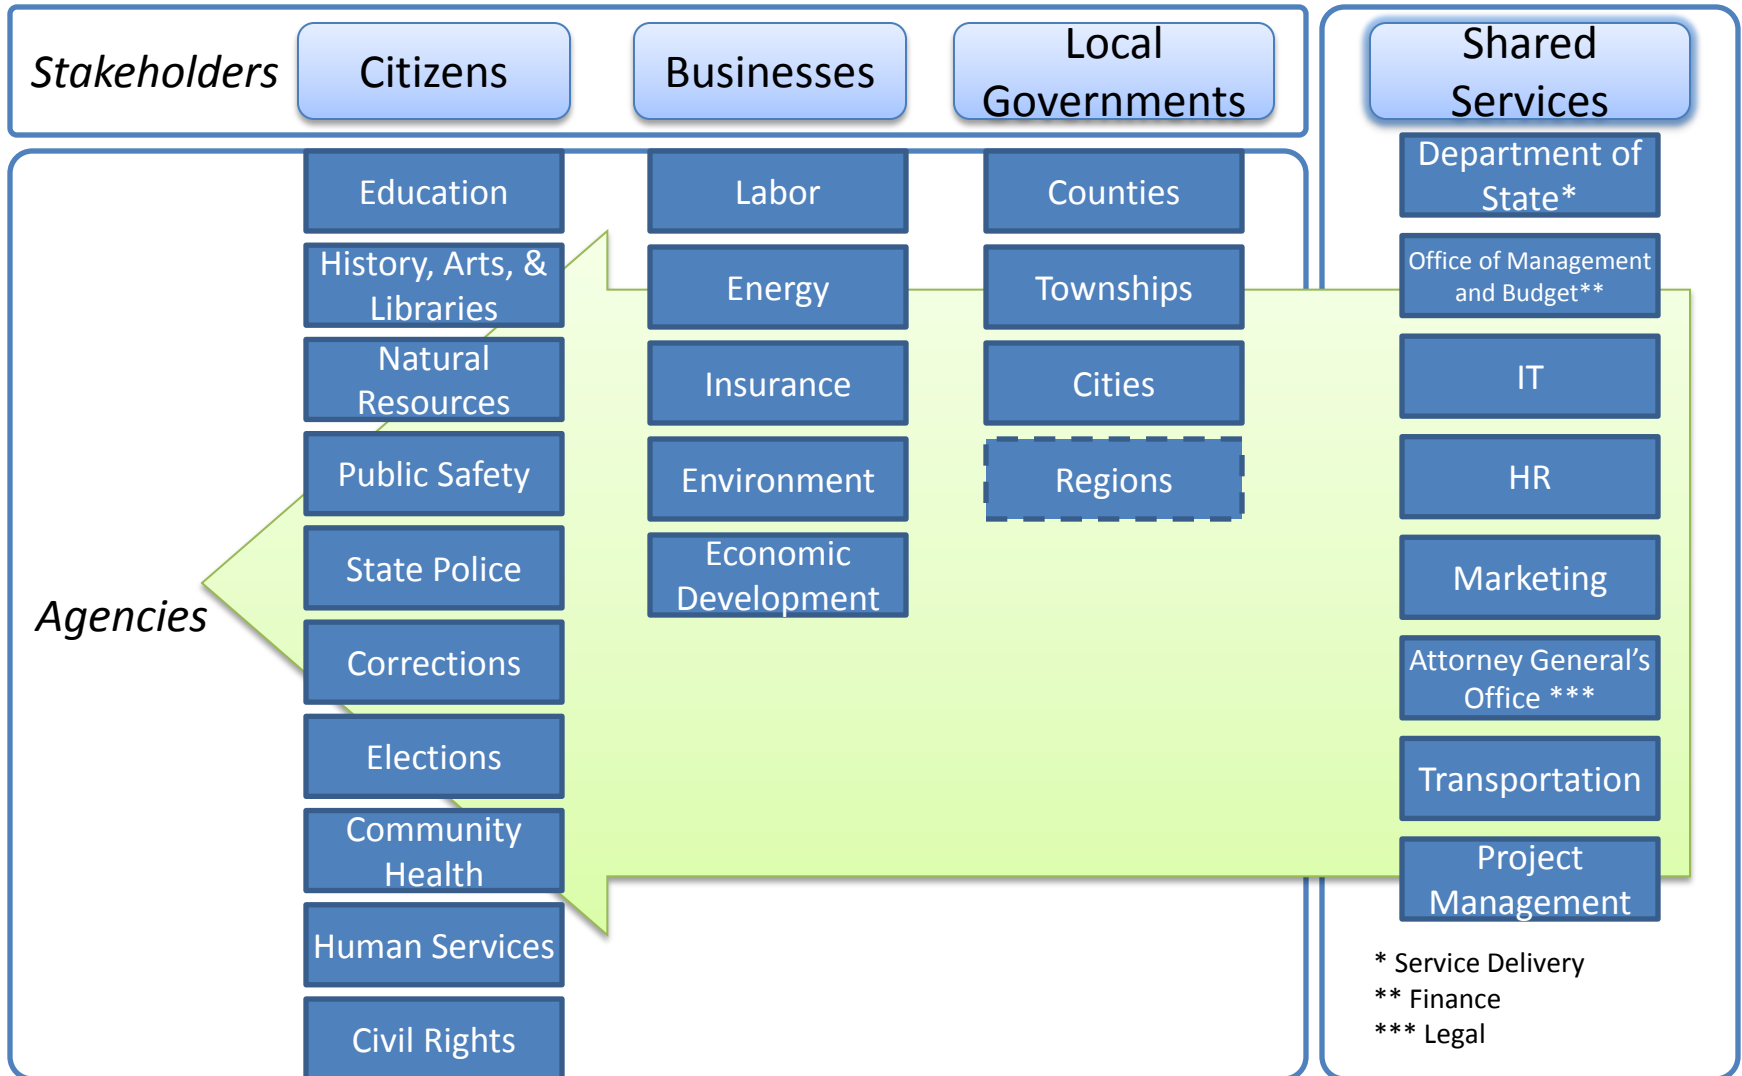 Stakeholders
Citizens
Businesses
Local
Governments
Shared
Services
Agencies
Education
History, Arts, &
Libraries
Natural
Resources
Public Safety
State Police
Corrections
Elections
Community
Health
Human Services
Civil Rights
Labor
Energy
Insurance
Environment
Economic
Development
Counties
Townships
Cities
Regions
Department of
State*
Office of Management
and Budget**
IT
HR
Marketing
Attorney General’s
Office ***
Transportation
Project
Management
* Service Delivery
** Finance
*** Legal